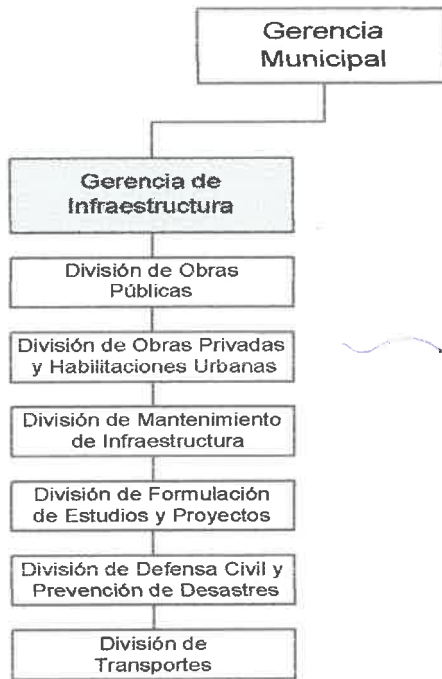 Gerencia
Municipal
Gerencia de
Infraestructura
División de Obras
Públicas
División de Obras Privadas
y Habilitaciones Urbanas
División de Mantenimiento
de Infraestructura
División de Formulación
de Estudios y Proyectos
División de Defensa Civil y
Prevención de Desastres
División de
Transportes